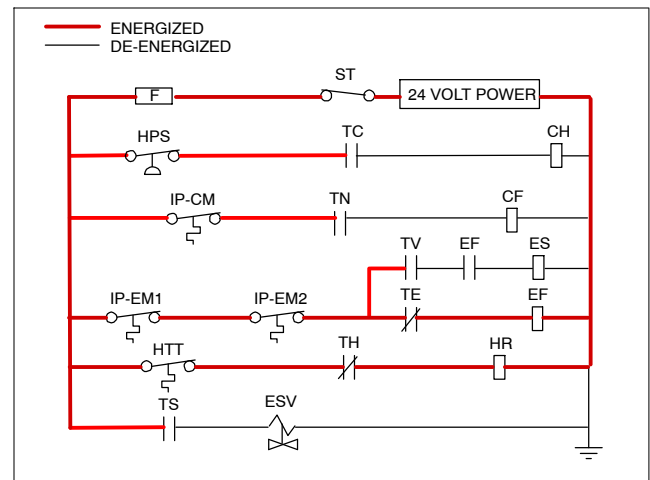 ENERGIZED
DE-ENERGIZED
ST
F
24 VOLT POWER
HPS
TC
CH
IP-CM
TN
CF
TV
EF
ES
IP-EM1
IP-EM2
TE
EF
HTT
TH
HR
TS
ESV